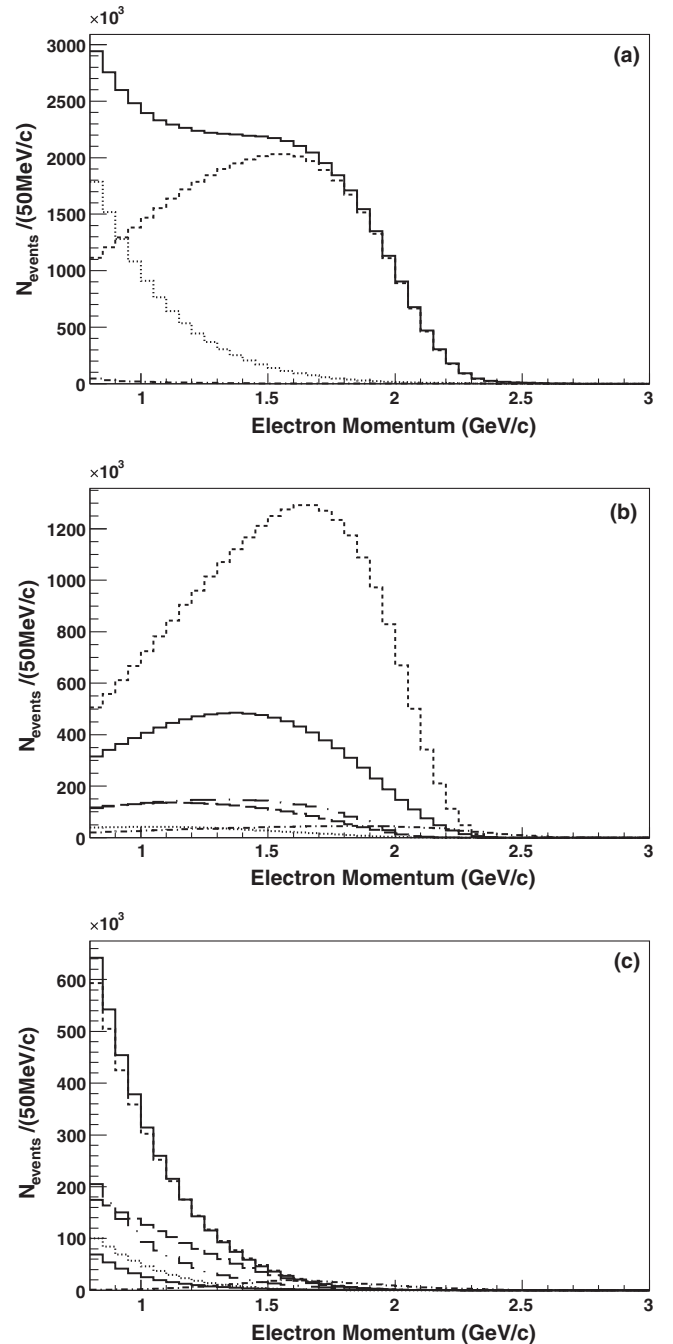 ×10³
(a)
3000
2500
2000
1500
1000
500
0
N_events /(50MeV/c)
1 1.5 2 2.5 3
Electron Momentum (GeV/c)
×10³
(b)
1200
1000
800
600
400
200
0
N_events /(50MeV/c)
1 1.5 2 2.5 3
Electron Momentum (GeV/c)
×10³
(c)
600
500
400
300
200
100
0
N_events /(50MeV/c)
1 1.5 2 2.5 3
Electron Momentum (GeV/c)